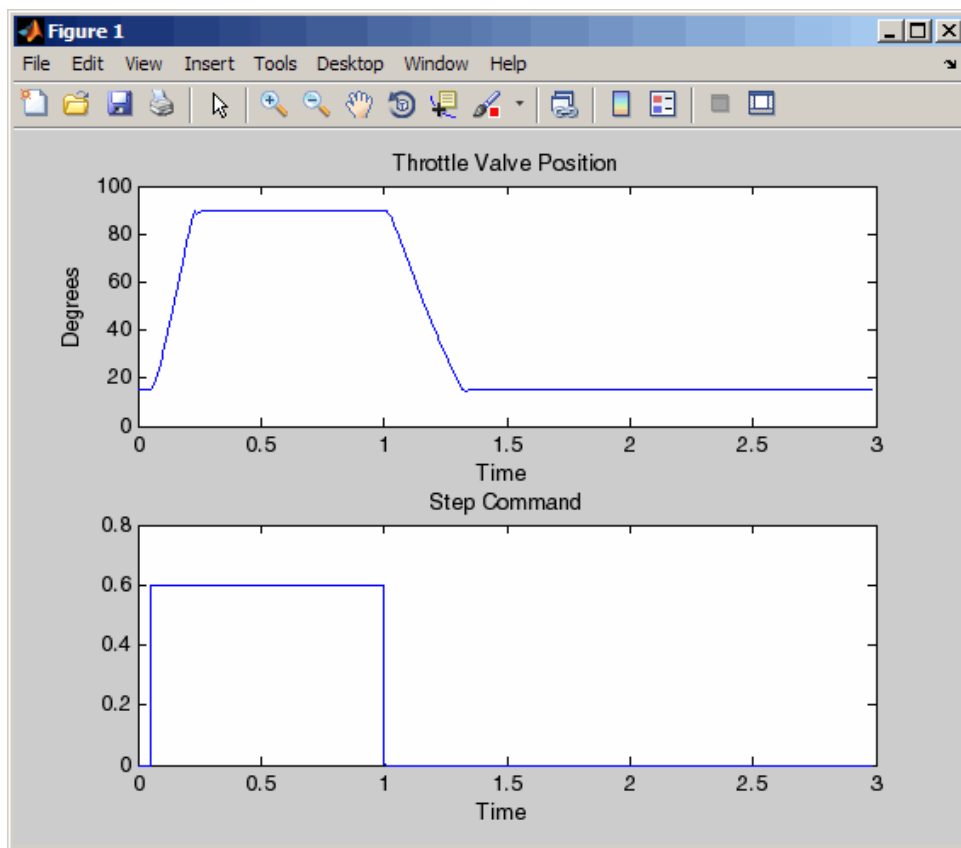 Figure 1
File Edit View Insert Tools Desktop Window Help
Throttle Valve Position
100
80
60
40
20
0
Degrees
0 0.5 1 1.5 2 2.5 3
Time
Step Command
0.8
0.6
0.4
0.2
0
0 0.5 1 1.5 2 2.5 3
Time